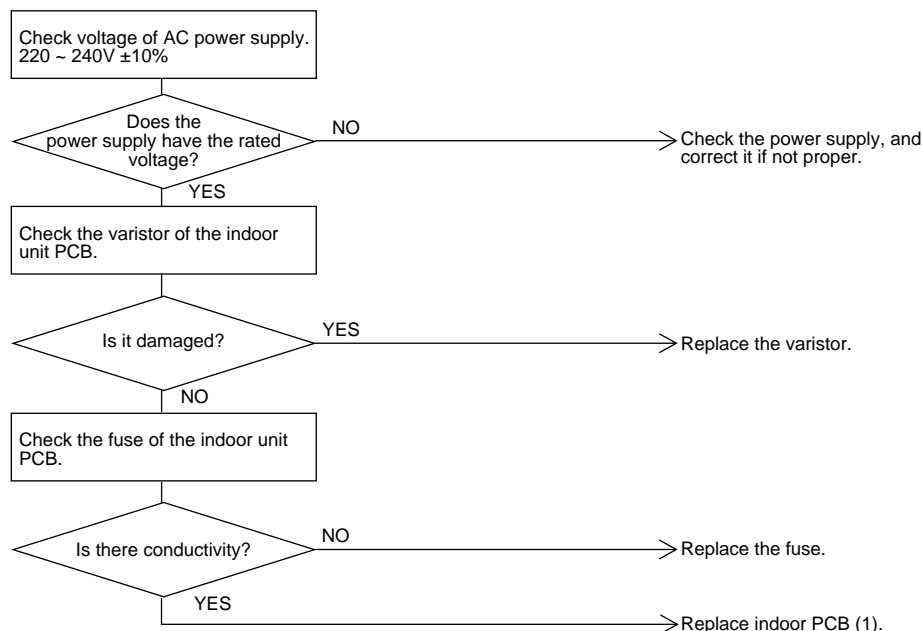 Check voltage of AC power supply.
220 ~ 240V ±10%
Does the
power supply have the rated
voltage?
NO
Check the power supply, and
correct it if not proper.
YES
Check the varistor of the indoor
unit PCB.
Is it damaged?
YES
Replace the varistor.
NO
Check the fuse of the indoor unit
PCB.
Is there conductivity?
NO
Replace the fuse.
YES
Replace indoor PCB (1).